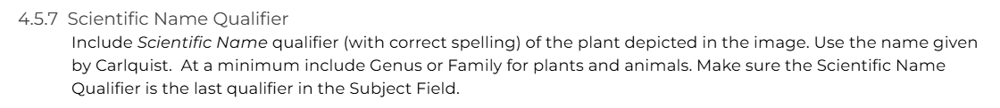 4.5.7 Scientific Name Qualifier
Include Scientific Name qualifier (with correct spelling) of the plant depicted in the image. Use the name given
by Carlquist. At a minimum include Genus or Family for plants and animals. Make sure the Scientific Name
Qualifier is the last qualifier in the Subject Field.